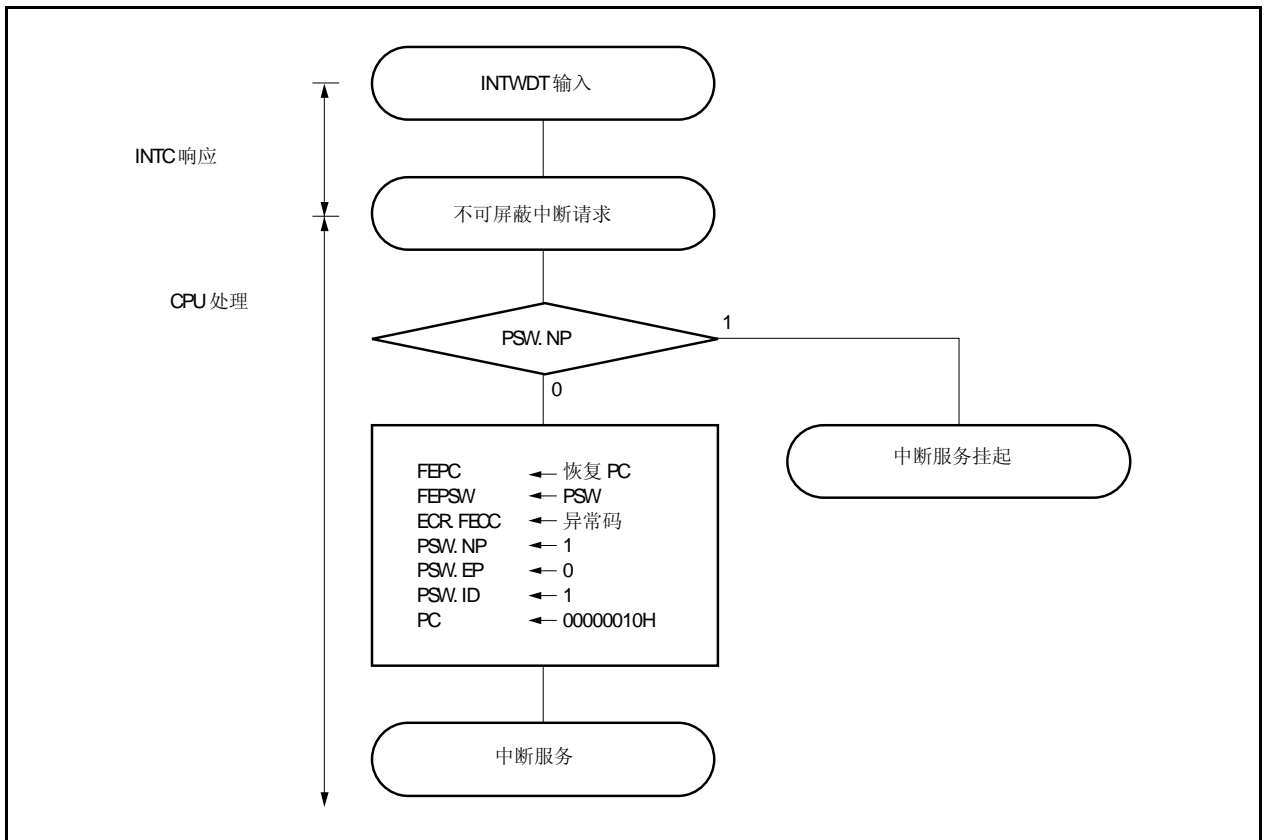 INTWDT 输入
INTC 响应
不可屏蔽中断请求
CPU 处理
PSW. NP
1
0
中断服务挂起
FEPC ← 恢复 PC
FEPSW ← PSW
ECR. FECC ← 异常码
PSW. NP ← 1
PSW. EP ← 0
PSW. ID ← 1
PC ← 00000010H
中断服务